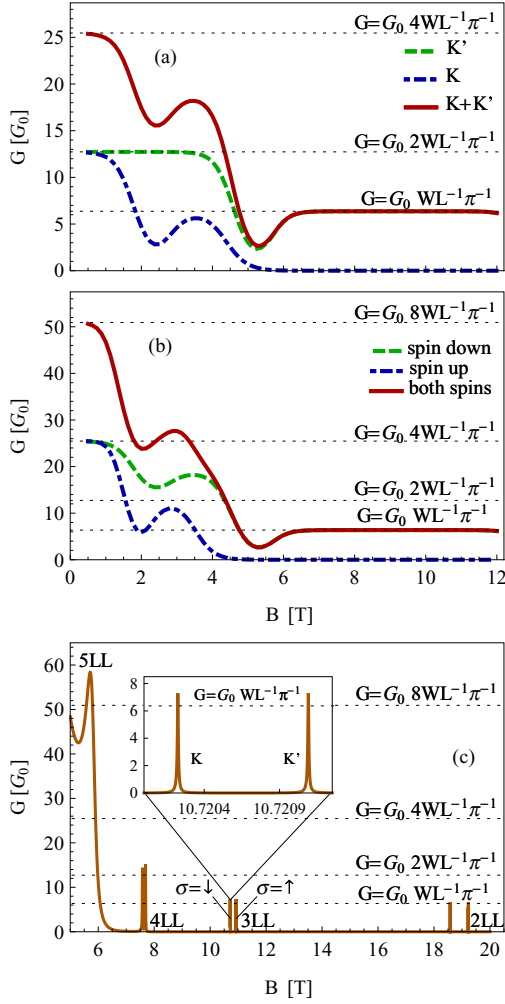 G=G₀ 4WL⁻¹π⁻¹
25
(a)
K'
K
K+K'
20
15
G=G₀ 2WL⁻¹π⁻¹
10
G=G₀ WL⁻¹π⁻¹
5
0
G [G₀]
G=G₀ 8WL⁻¹π⁻¹
50
(b)
spin down
spin up
both spins
40
30
G=G₀ 4WL⁻¹π⁻¹
20
G=G₀ 2WL⁻¹π⁻¹
10
G=G₀ WL⁻¹π⁻¹
0
G [G₀]
0 2 4 6 8 10 12
B [T]
60
5LL
G=G₀ 8WL⁻¹π⁻¹
50
8
G=G₀ WL⁻¹π⁻¹
6
4
K K'
2
0
10.7204 10.7209
(c)
40
30
G=G₀ 4WL⁻¹π⁻¹
20
G=G₀ 2WL⁻¹π⁻¹
10
σ=↓ σ=↑
G=G₀ WL⁻¹π⁻¹
4LL 3LL 2LL
0
G [G₀]
6 8 10 12 14 16 18 20
B [T]